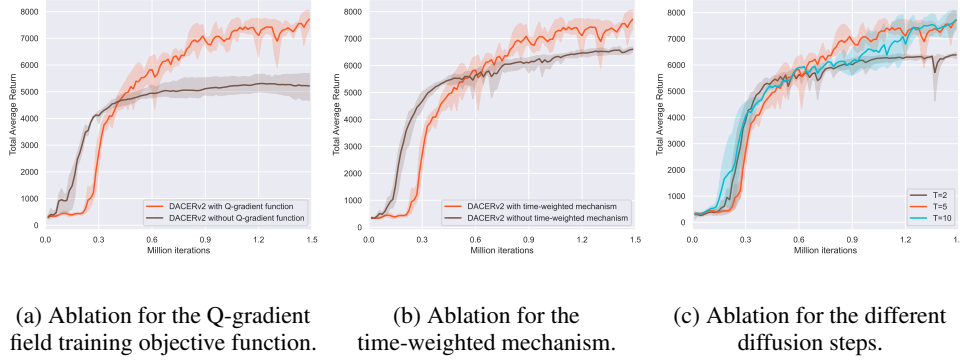 8000
7000
6000
5000
4000
3000
2000
1000
0
Total Average Return
DACERv2 with Q-gradient function
DACERv2 without Q-gradient function
0.0 0.3 0.6 0.9 1.2 1.5
Million iterations
8000
7000
6000
5000
4000
3000
2000
1000
0
Total Average Return
DACERv2 with time-weighted mechanism
DACERv2 without time-weighted mechanism
0.0 0.3 0.6 0.9 1.2 1.5
Million iterations
8000
7000
6000
5000
4000
3000
2000
1000
0
Total Average Return
T=2
T=5
T=10
0.0 0.3 0.6 0.9 1.2 1.5
Million iterations
(a) Ablation for the Q-gradient
field training objective function.
(b) Ablation for the
time-weighted mechanism.
(c) Ablation for the different
diffusion steps.